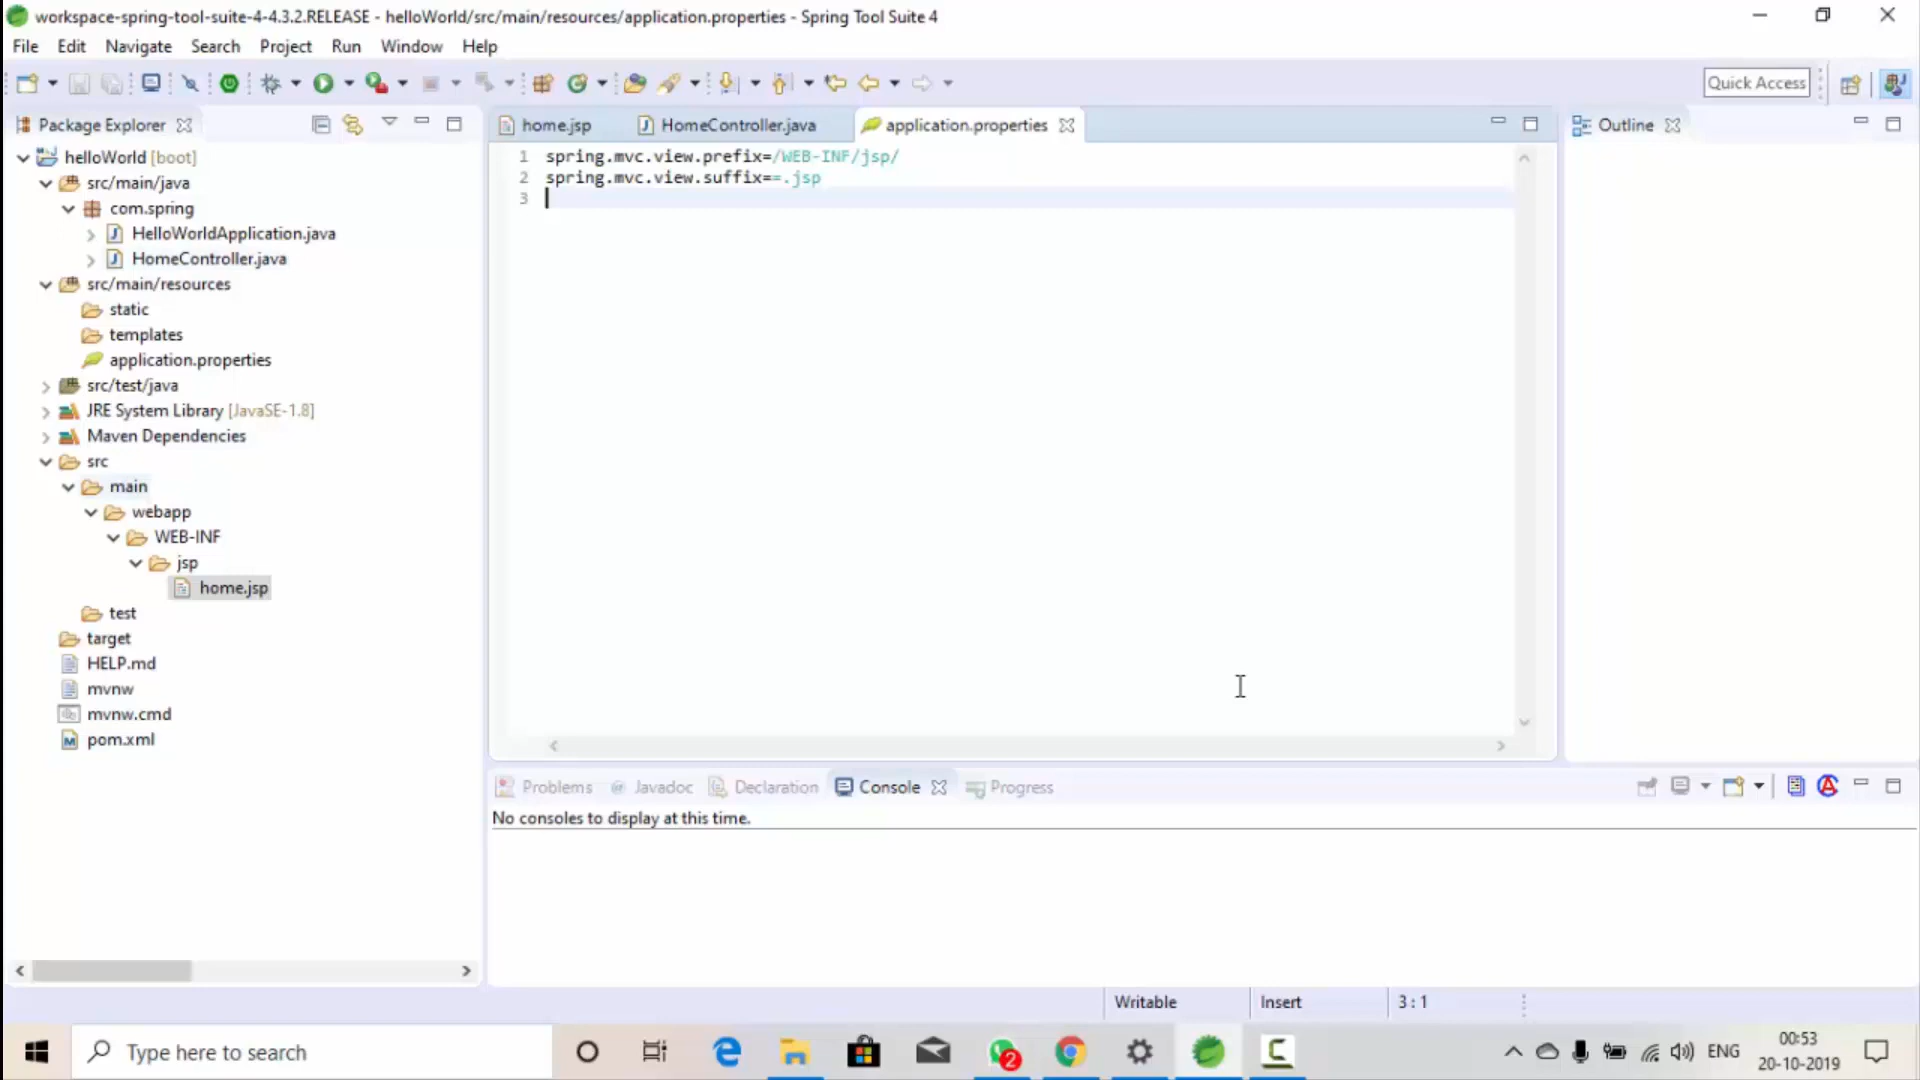 workspace-spring-tool-suite-4-4.3.2.RELEASE - helloWorld/src/main/resources/application.properties - Spring Tool Suite 4
File Edit Navigate Search Project Run Window Help
Quick Access
Package Explorer
home.jsp HomeController.java application.properties
Outline
helloWorld [boot]
src/main/java
com.spring
HelloWorldApplication.java
HomeController.java
src/main/resources
static
templates
application.properties
src/test/java
JRE System Library [JavaSE-1.8]
Maven Dependencies
src
main
webapp
WEB-INF
jsp
home.jsp
test
target
HELP.md
mvnw
mvnw.cmd
pom.xml
1 spring.mvc.view.prefix=/WEB-INF/jsp/
2 spring.mvc.view.suffix==.jsp
3
Problems Javadoc Declaration Console Progress
No consoles to display at this time.
Writable Insert 3 : 1
Type here to search
2
ENG
00:53
20-10-2019